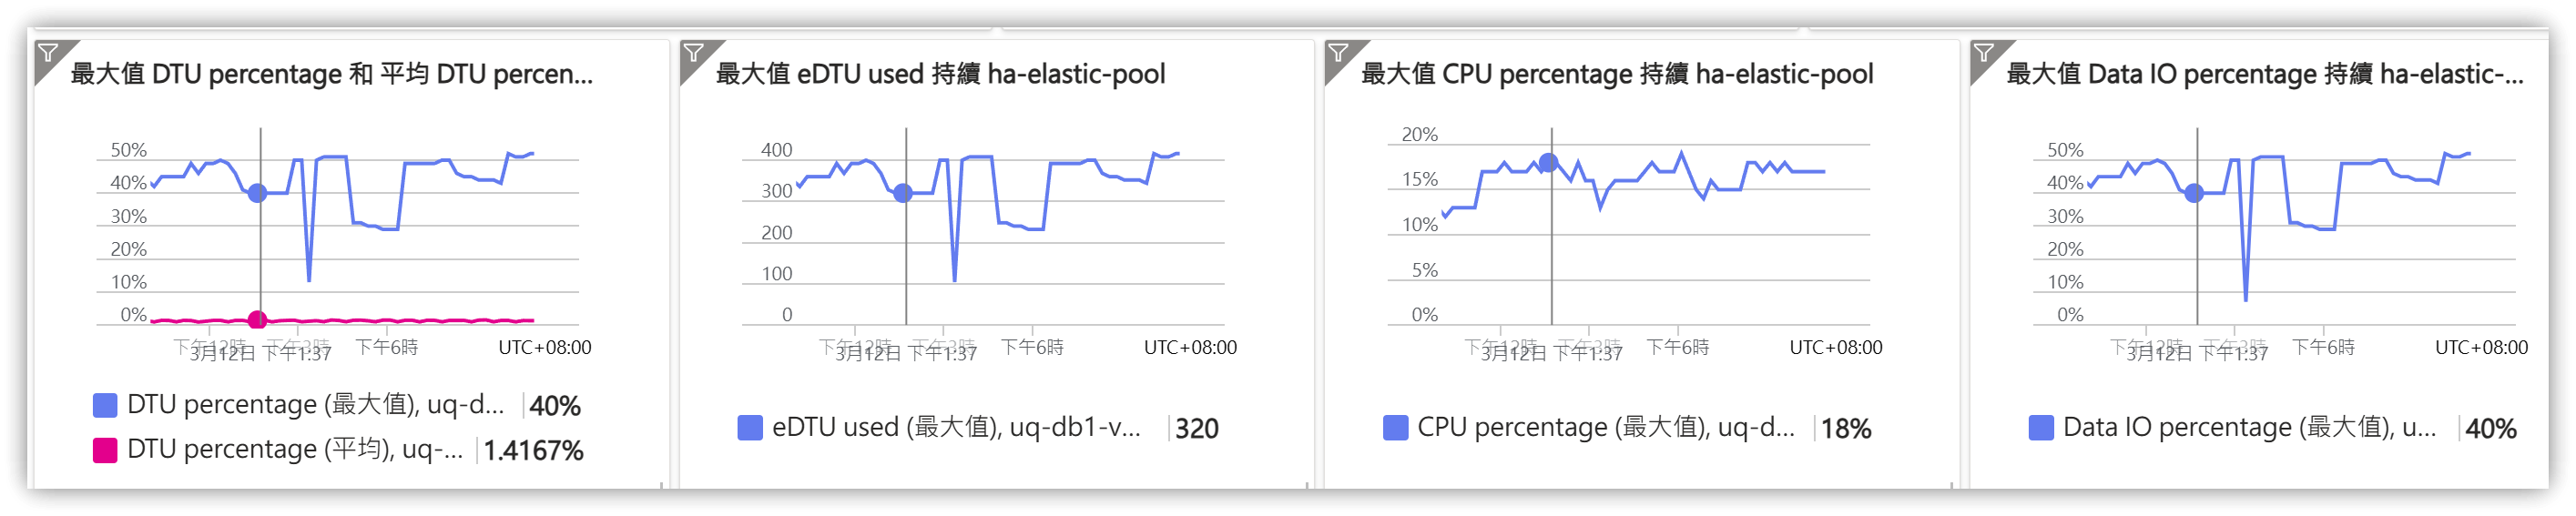 最大值 DTU percentage 和 平均 DTU percen...
50%
40%
30%
20%
10%
0%
下午12時
下午3時
下午6時
UTC+08:00
3月12日 下午1:37
DTU percentage (最大值), uq-d... 40%
DTU percentage (平均), uq-... 1.4167%
最大值 eDTU used 持續 ha-elastic-pool
400
300
200
100
0
下午12時
下午3時
下午6時
UTC+08:00
3月12日 下午1:37
eDTU used (最大值), uq-db1-v... 320
最大值 CPU percentage 持續 ha-elastic-pool
20%
15%
10%
5%
0%
下午12時
下午3時
下午6時
UTC+08:00
3月12日 下午1:37
CPU percentage (最大值), uq-d... 18%
最大值 Data IO percentage 持續 ha-elastic-...
50%
40%
30%
20%
10%
0%
下午12時
下午3時
下午6時
UTC+08:00
3月12日 下午1:37
Data IO percentage (最大值), u... 40%